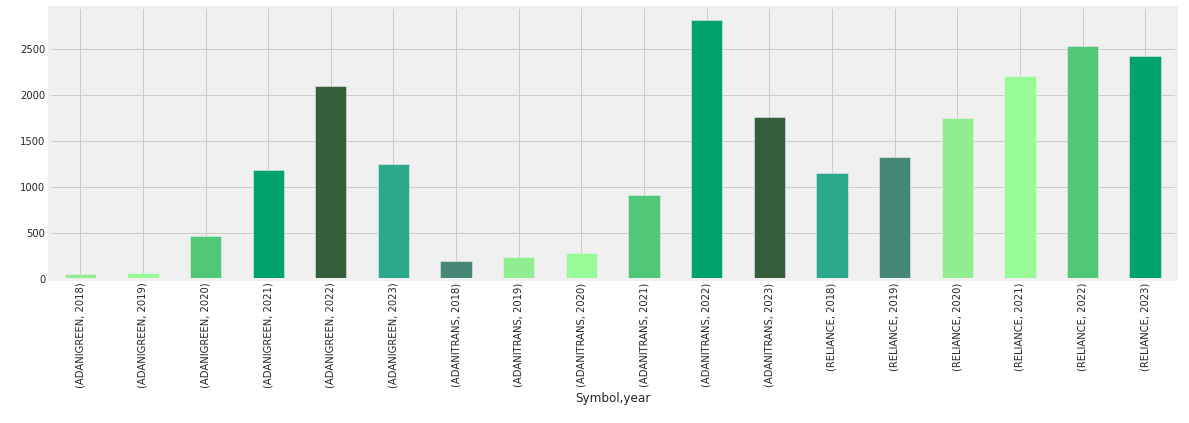 2500
2000
1500
1000
500
0
(ADANIGREEN, 2018)
(ADANIGREEN, 2019)
(ADANIGREEN, 2020)
(ADANIGREEN, 2021)
(ADANIGREEN, 2022)
(ADANIGREEN, 2023)
(ADANITRANS, 2018)
(ADANITRANS, 2019)
(ADANITRANS, 2020)
(ADANITRANS, 2021)
(ADANITRANS, 2022)
(ADANITRANS, 2023)
(RELIANCE, 2018)
(RELIANCE, 2019)
(RELIANCE, 2020)
(RELIANCE, 2021)
(RELIANCE, 2022)
(RELIANCE, 2023)
Symbol,year